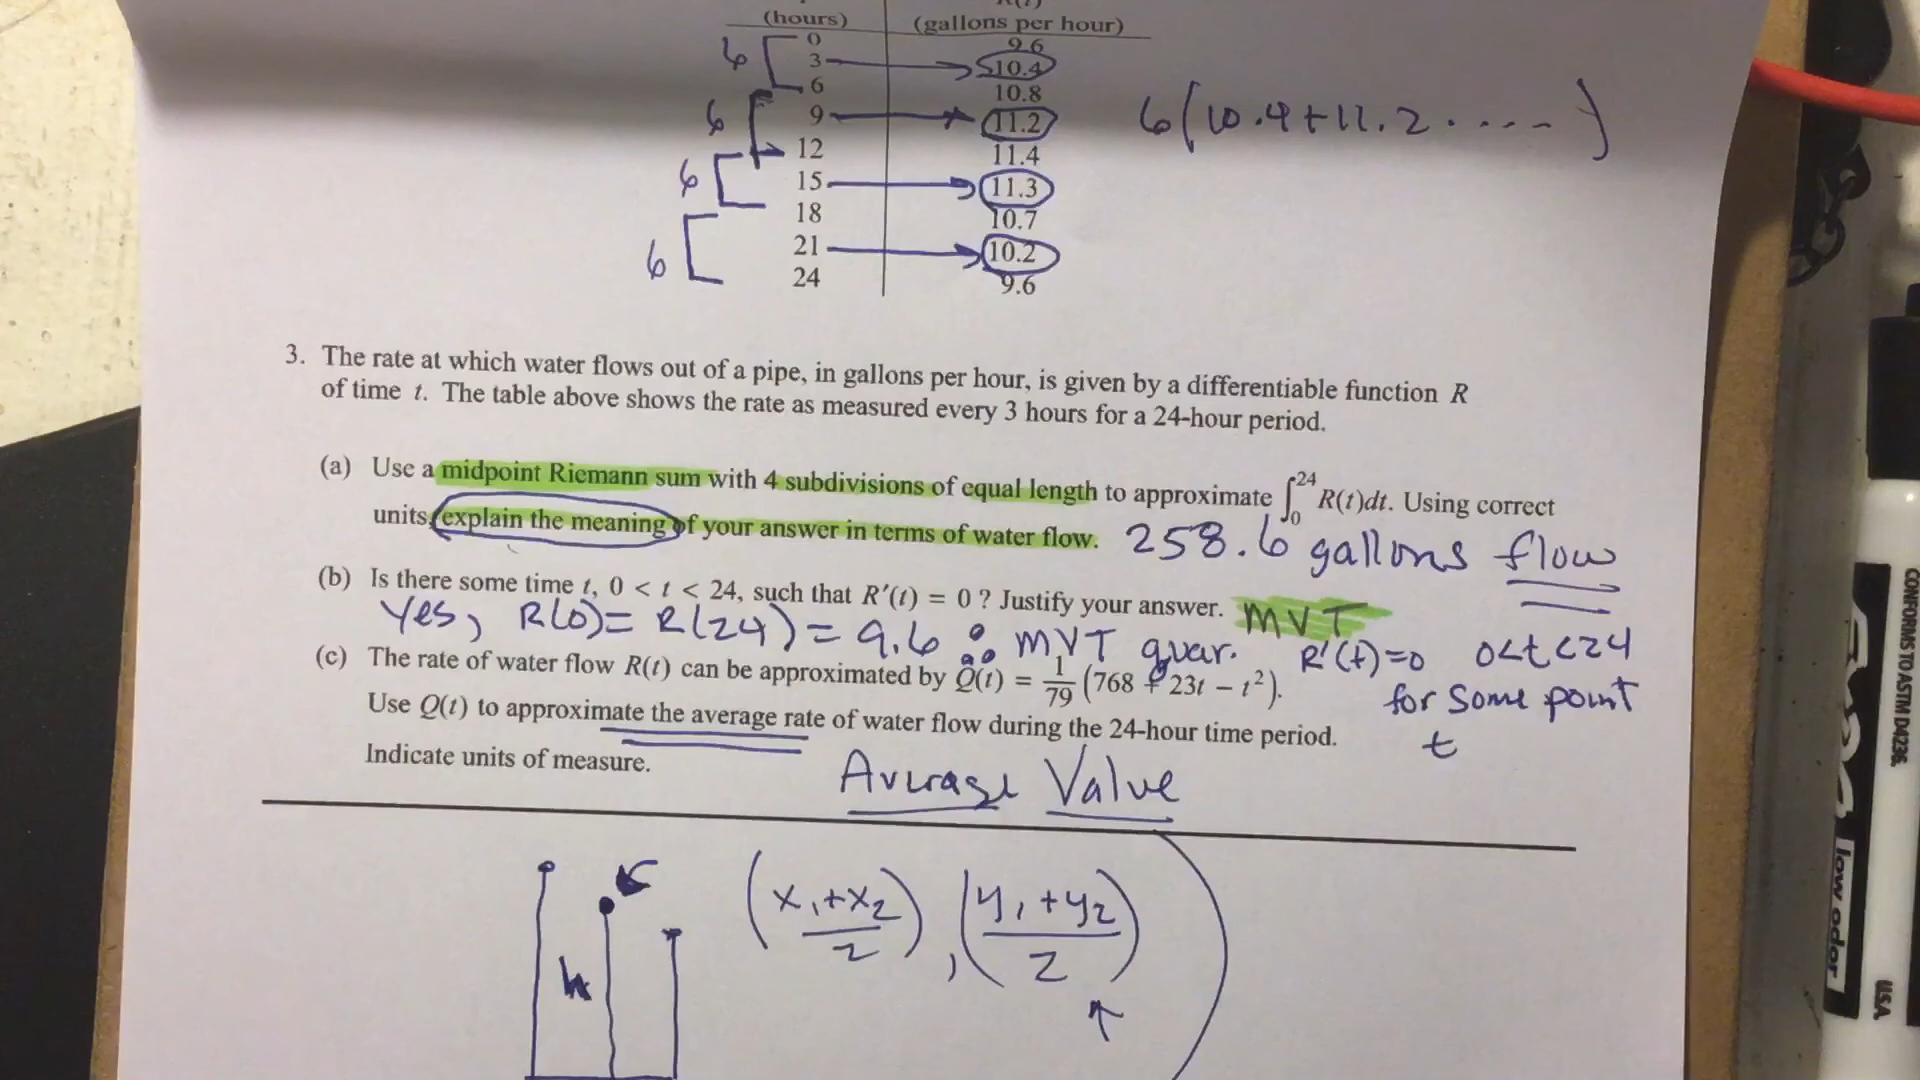 R(t)
(hours) (gallons per hour)
0 9.6
6 3 10.4
6 10.8
6 9 11.2 6(10.4+11.2.....)
12 11.4
6 15 11.3
18 10.7
6 21 10.2
24 9.6
3. The rate at which water flows out of a pipe, in gallons per hour, is given by a differentiable function R
of time t. The table above shows the rate as measured every 3 hours for a 24-hour period.
(a) Use a midpoint Riemann sum with 4 subdivisions of equal length to approximate ∫₀²⁴ R(t)dt. Using correct
units, explain the meaning of your answer in terms of water flow. 258.6 gallons flow
(b) Is there some time t, 0 < t < 24, such that R′(t) = 0 ? Justify your answer. MVT
Yes, R(0)= R(24) = 9.6 ∴ MVT guar. R'(t)=0 0<t<24
for some point
t
(c) The rate of water flow R(t) can be approximated by Q(t) = 1/79 (768 + 23t − t²).
Use Q(t) to approximate the average rate of water flow during the 24-hour time period.
Indicate units of measure.
Average Value
h (x₁+x₂/2), (y₁+y₂/2)
CONFORMS TO ASTM D4236.
low odor
USA